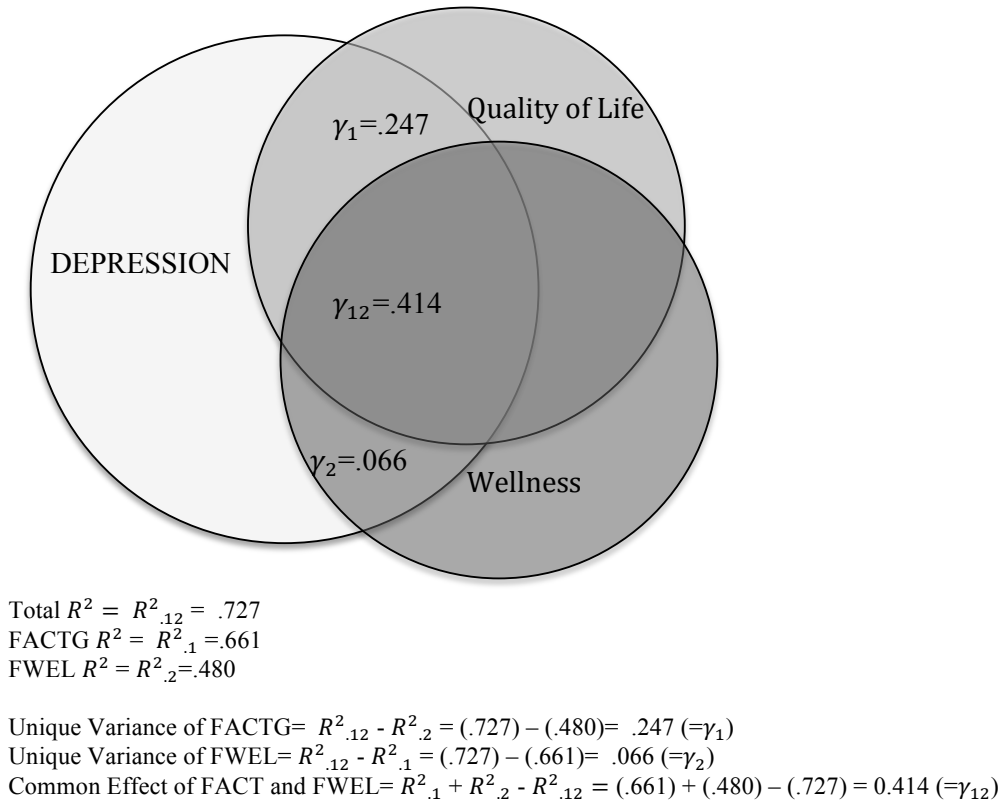 Quality of Life
γ₁=.247
DEPRESSION
γ₁₂=.414
γ₂=.066
Wellness
Total R² = R².₁₂ = .727
FACTG R² = R².₁ =.661
FWEL R² = R².₂=.480
Unique Variance of FACTG= R².₁₂ - R².₂ = (.727) – (.480)= .247 (=γ₁)
Unique Variance of FWEL= R².₁₂ - R².₁ = (.727) – (.661)= .066 (=γ₂)
Common Effect of FACT and FWEL= R².₁ + R².₂ - R².₁₂ = (.661) + (.480) – (.727) = 0.414 (=γ₁₂)